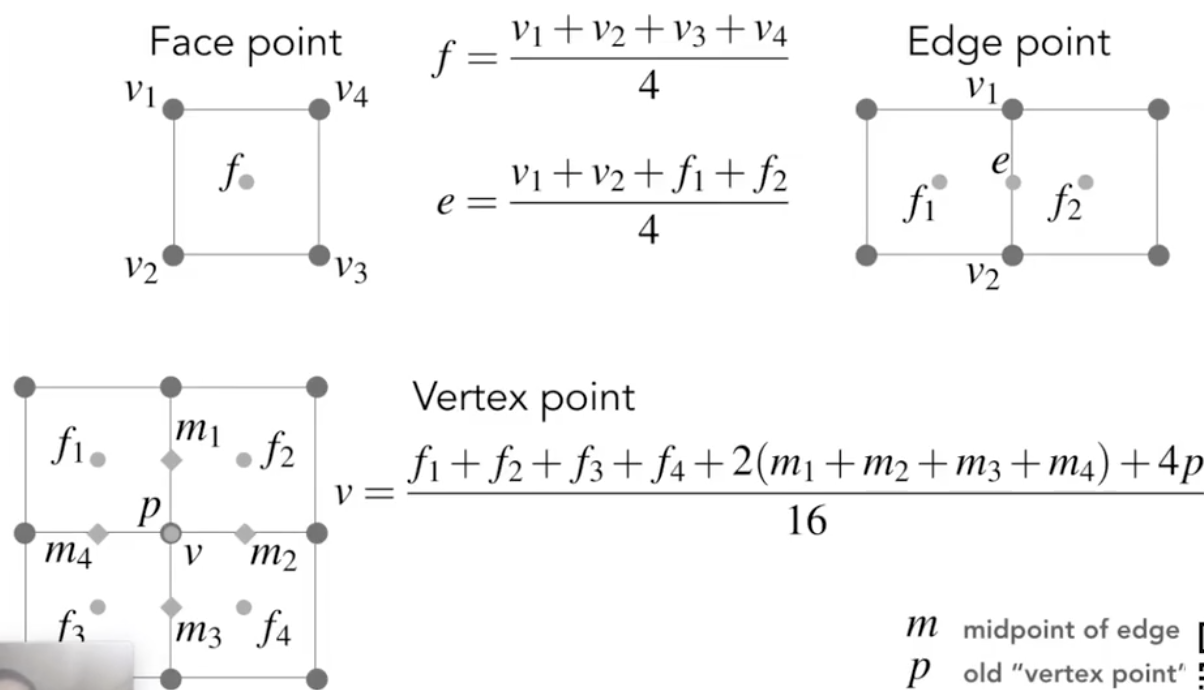 Face point
v1
v4
f
v2
v3
f = (v1 + v2 + v3 + v4) / 4
e = (v1 + v2 + f1 + f2) / 4
Edge point
v1
e
f1
f2
v2
f1
m1
f2
p
m4
v
m2
f3
m3
f4
Vertex point
v = (f1 + f2 + f3 + f4 + 2(m1 + m2 + m3 + m4) + 4p) / 16
m midpoint of edge
p old “vertex point”